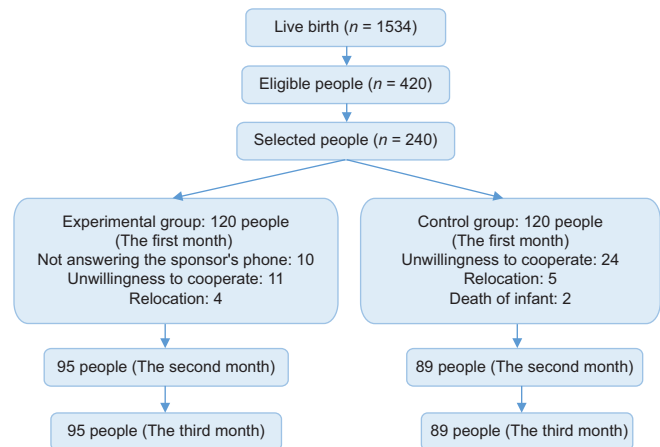 Live birth (n = 1534)
Eligible people (n = 420)
Selected people (n = 240)
Experimental group: 120 people
(The first month)
Not answering the sponsor's phone: 10
Unwillingness to cooperate: 11
Relocation: 4
Control group: 120 people
(The first month)
Unwillingness to cooperate: 24
Relocation: 5
Death of infant: 2
95 people (The second month)
89 people (The second month)
95 people (The third month)
89 people (The third month)